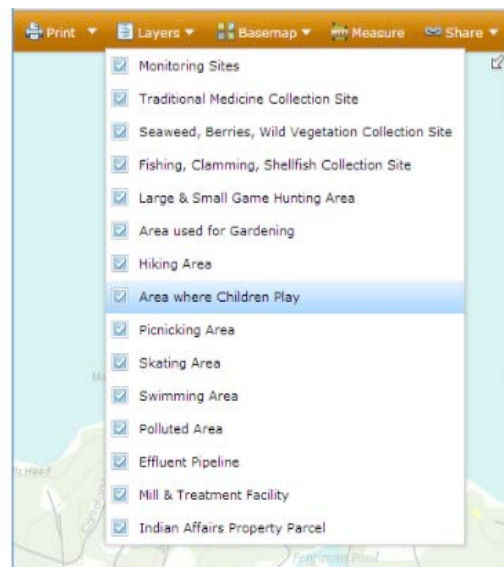 Print Layers Basemap Measure Share
Monitoring Sites
Traditional Medicine Collection Site
Seaweed, Berries, Wild Vegetation Collection Site
Fishing, Clamming, Shellfish Collection Site
Large & Small Game Hunting Area
Area used for Gardening
Hiking Area
Area where Children Play
Picnicking Area
Skating Area
Swimming Area
Polluted Area
Effluent Pipeline
Mill & Treatment Facility
Indian Affairs Property Parcel
Ferguson Pond